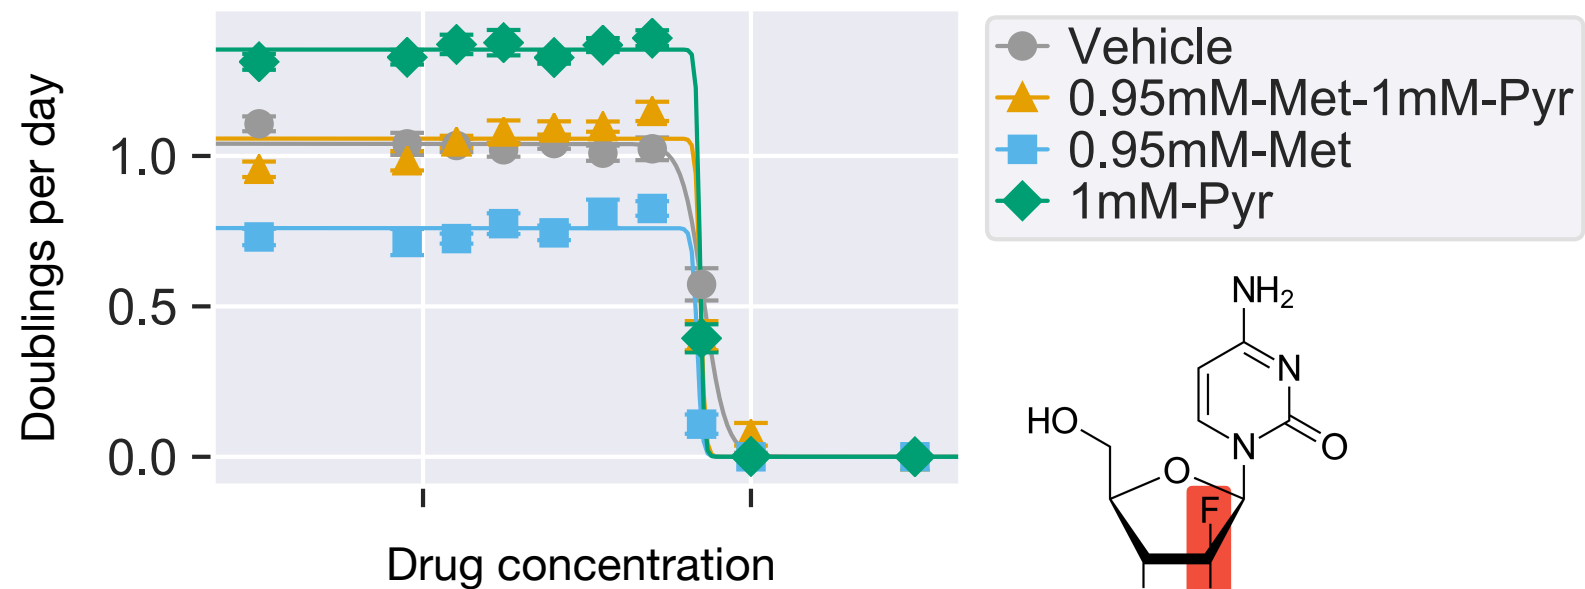 Doublings per day
1.0
0.5
0.0
Drug concentration
Vehicle
0.95mM-Met-1mM-Pyr
0.95mM-Met
1mM-Pyr
NH₂
N
HO
N
O
O
F